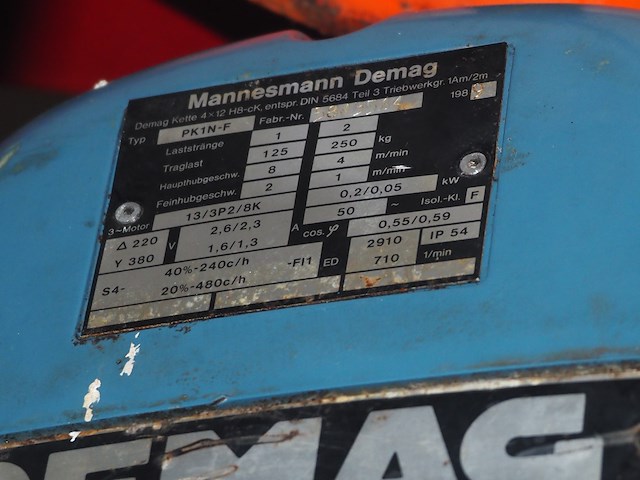 Mannesmann Demag
Demag Kette 4×12 H8-cK, entspr. DIN 5684 Teil 3 Triebwerkgr. 1Am/2m
Typ PK1N-F Fabr.-Nr. 198
Laststränge 1 2
Traglast 125 250 kg
Haupthubgeschw. 8 4 m/min
Feinhubgeschw. 2 1 m/min
3~Motor 13/3P2/8K 0,2/0,05 kW
Δ 220 V 2,6/2,3 A 50 ~ Isol.-Kl. F
Y 380 1,6/1,3 cos. φ 0,55/0,59
S4- 40%-240c/h -FI1 ED 2910 IP 54
20%-480c/h 710 1/min
DEMAG